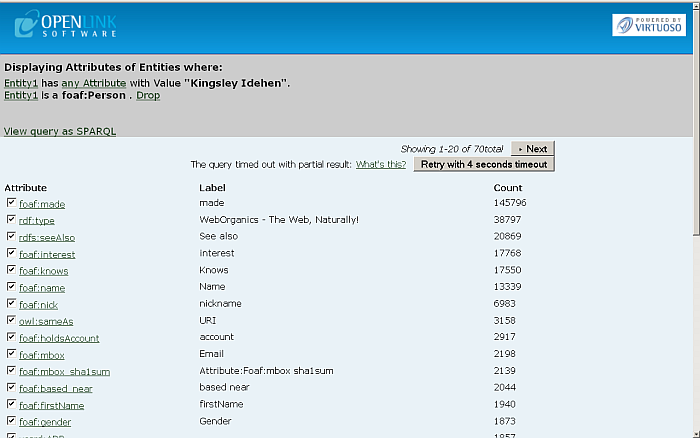 OPENLINK
SOFTWARE
POWERED BY
VIRTUOSO
Displaying Attributes of Entities where:
Entity1 has any Attribute with Value "Kingsley Idehen".
Entity1 is a foaf:Person . Drop
View query as SPARQL
Showing 1-20 of 70total Next
The query timed out with partial result: What's this? Retry with 4 seconds timeout
Attribute Label Count
foaf:made made 145796
rdf:type WebOrganics - The Web, Naturally! 38797
rdfs:seeAlso See also 20869
foaf:interest interest 17768
foaf:knows Knows 17550
foaf:name Name 13339
foaf:nick nickname 6983
owl:sameAs URI 3158
foaf:holdsAccount account 2917
foaf:mbox Email 2198
foaf:mbox_sha1sum Attribute:Foaf:mbox sha1sum 2139
foaf:based_near based near 2044
foaf:firstName firstName 1940
foaf:gender Gender 1873